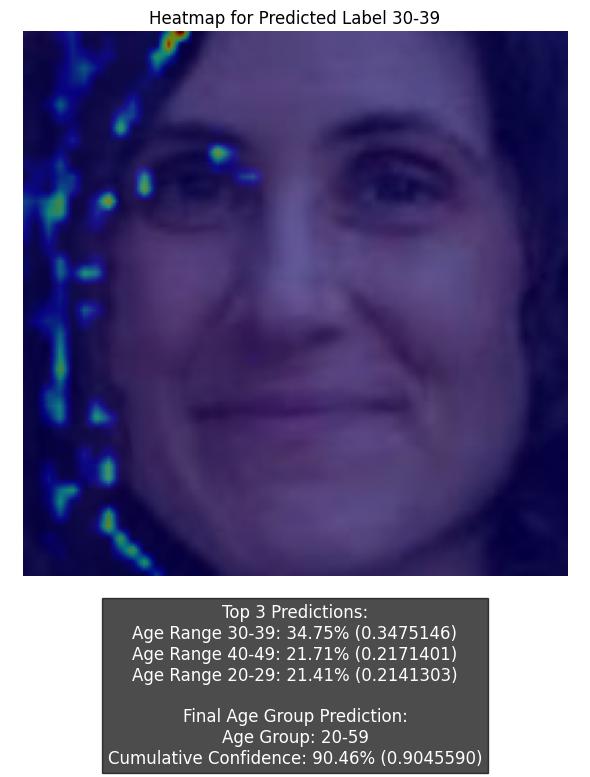 Heatmap for Predicted Label 30-39
Top 3 Predictions:
Age Range 30-39: 34.75% (0.3475146)
Age Range 40-49: 21.71% (0.2171401)
Age Range 20-29: 21.41% (0.2141303)
Final Age Group Prediction:
Age Group: 20-59
Cumulative Confidence: 90.46% (0.9045590)